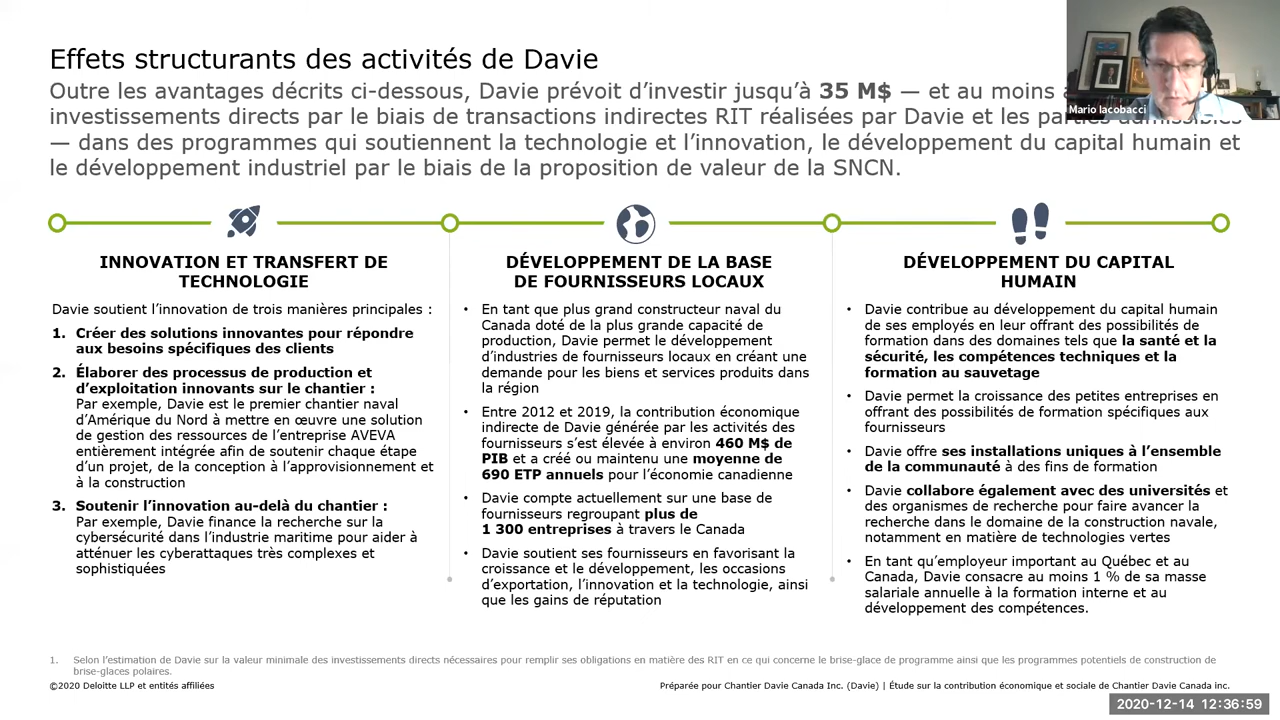 Effets structurants des activités de Davie
Outre les avantages décrits ci-dessous, Davie prévoit d’investir jusqu’à 35 M$ — et au moins
investissements directs par le biais de transactions indirectes RIT réalisées par Davie et les parties admissibles
— dans des programmes qui soutiennent la technologie et l’innovation, le développement du capital humain et
le développement industriel par le biais de la proposition de valeur de la SNCN.
Mario Iacobacci
INNOVATION ET TRANSFERT DE
TECHNOLOGIE
Davie soutient l’innovation de trois manières principales :
1. Créer des solutions innovantes pour répondre
aux besoins spécifiques des clients
2. Élaborer des processus de production et
d’exploitation innovants sur le chantier :
Par exemple, Davie est le premier chantier naval
d’Amérique du Nord à mettre en œuvre une solution
de gestion des ressources de l’entreprise AVEVA
entièrement intégrée afin de soutenir chaque étape
d’un projet, de la conception à l’approvisionnement et
à la construction
3. Soutenir l’innovation au-delà du chantier :
Par exemple, Davie finance la recherche sur la
cybersécurité dans l’industrie maritime pour aider à
atténuer les cyberattaques très complexes et
sophistiquées
DÉVELOPPEMENT DE LA BASE
DE FOURNISSEURS LOCAUX
• En tant que plus grand constructeur naval du
Canada doté de la plus grande capacité de
production, Davie permet le développement
d’industries de fournisseurs locaux en créant une
demande pour les biens et services produits dans
la région
• Entre 2012 et 2019, la contribution économique
indirecte de Davie générée par les activités des
fournisseurs s’est élevée à environ 460 M$ de
PIB et a créé ou maintenu une moyenne de
690 ETP annuels pour l’économie canadienne
• Davie compte actuellement sur une base de
fournisseurs regroupant plus de
1 300 entreprises à travers le Canada
• Davie soutient ses fournisseurs en favorisant la
croissance et le développement, les occasions
d’exportation, l’innovation et la technologie, ainsi
que les gains de réputation
DÉVELOPPEMENT DU CAPITAL
HUMAIN
• Davie contribue au développement du capital humain
de ses employés en leur offrant des possibilités de
formation dans des domaines tels que la santé et la
sécurité, les compétences techniques et la
formation au sauvetage
• Davie permet la croissance des petites entreprises en
offrant des possibilités de formation spécifiques aux
fournisseurs
• Davie offre ses installations uniques à l’ensemble
de la communauté à des fins de formation
• Davie collabore également avec des universités et
des organismes de recherche pour faire avancer la
recherche dans le domaine de la construction navale,
notamment en matière de technologies vertes
• En tant qu’employeur important au Québec et au
Canada, Davie consacre au moins 1 % de sa masse
salariale annuelle à la formation interne et au
développement des compétences.
1. Selon l’estimation de Davie sur la valeur minimale des investissements directs nécessaires pour remplir ses obligations en matière des RIT en ce qui concerne le brise-glace de programme ainsi que les programmes potentiels de construction de
brise-glaces polaires.
©2020 Deloitte LLP et entités affiliées
Préparée pour Chantier Davie Canada Inc. (Davie) | Étude sur la contribution économique et sociale de Chantier Davie Canada inc.
2020-12-14 12:36:59